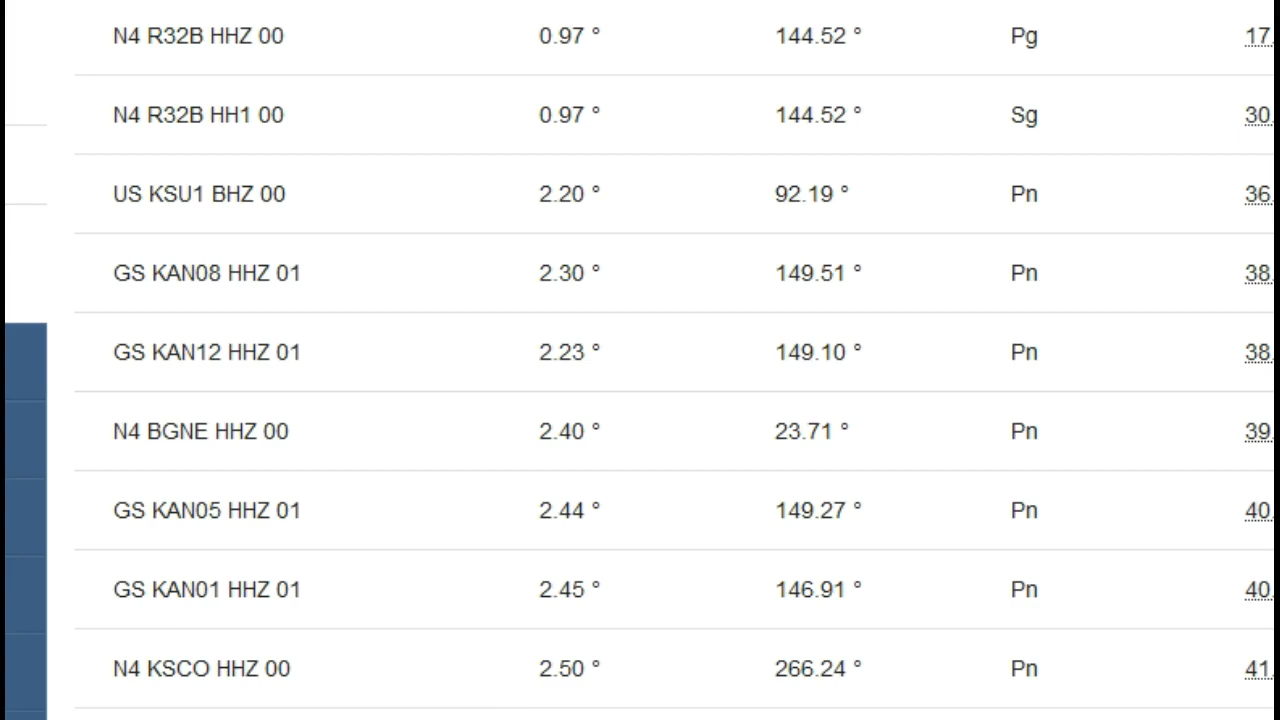 N4 R32B HHZ 00 0.97 ° 144.52 ° Pg 17.
N4 R32B HH1 00 0.97 ° 144.52 ° Sg 30.
US KSU1 BHZ 00 2.20 ° 92.19 ° Pn 36.
GS KAN08 HHZ 01 2.30 ° 149.51 ° Pn 38.
GS KAN12 HHZ 01 2.23 ° 149.10 ° Pn 38.
N4 BGNE HHZ 00 2.40 ° 23.71 ° Pn 39.
GS KAN05 HHZ 01 2.44 ° 149.27 ° Pn 40.
GS KAN01 HHZ 01 2.45 ° 146.91 ° Pn 40.
N4 KSCO HHZ 00 2.50 ° 266.24 ° Pn 41.